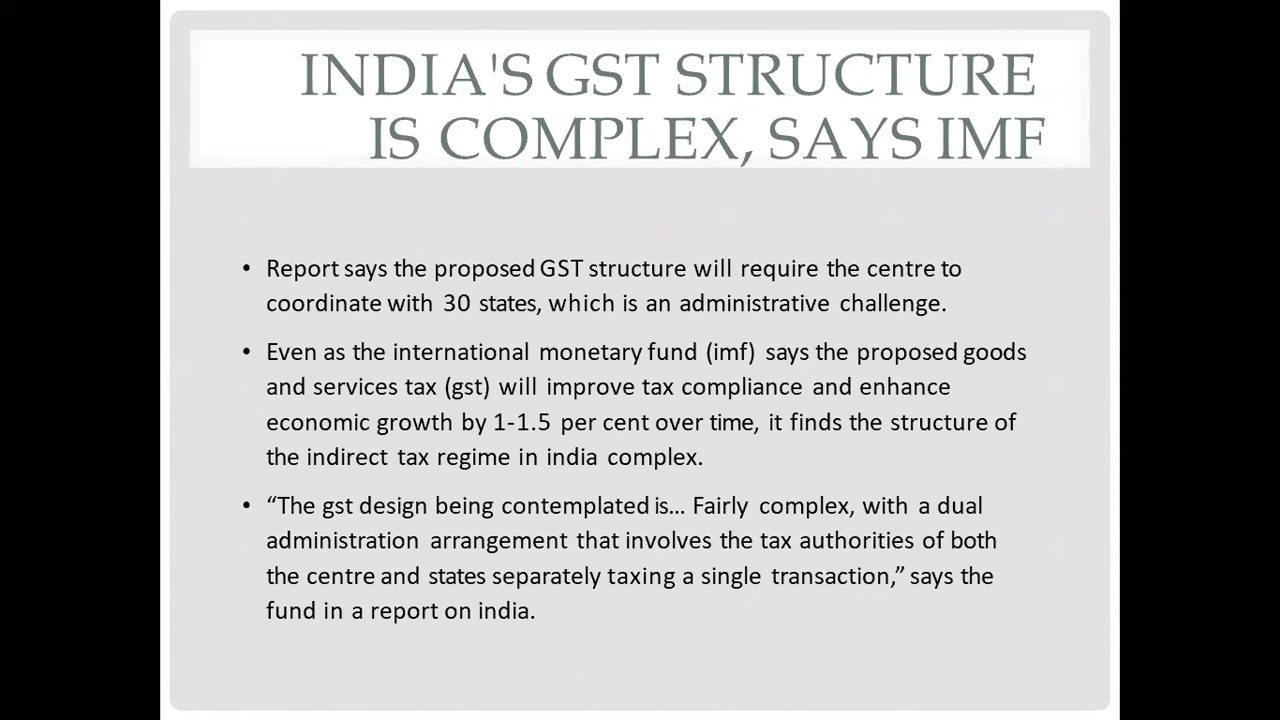 INDIA'S GST STRUCTURE
IS COMPLEX, SAYS IMF
• Report says the proposed GST structure will require the centre to
coordinate with 30 states, which is an administrative challenge.
• Even as the international monetary fund (imf) says the proposed goods
and services tax (gst) will improve tax compliance and enhance
economic growth by 1-1.5 per cent over time, it finds the structure of
the indirect tax regime in india complex.
• “The gst design being contemplated is… Fairly complex, with a dual
administration arrangement that involves the tax authorities of both
the centre and states separately taxing a single transaction,” says the
fund in a report on india.